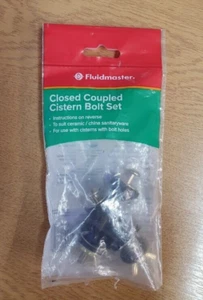 Fluidmaster
Closed Coupled
Cistern Bolt Set
• Instructions on reverse
• To suit ceramic / china sanitaryware
• For use with cisterns with bolt holes